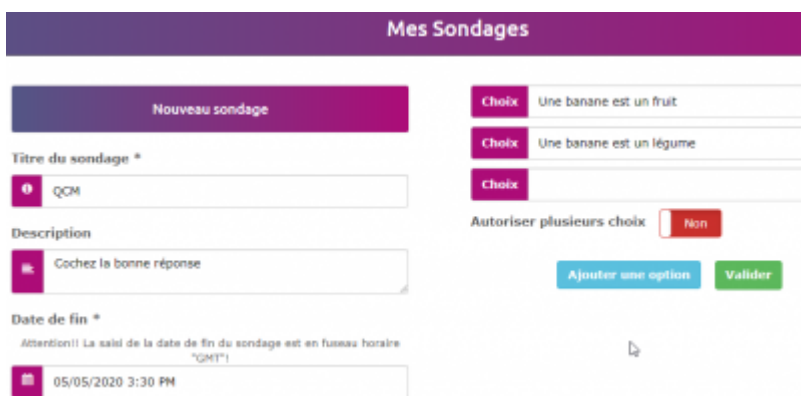 Mes Sondages
Nouveau sondage
Titre du sondage *
QCM
Description
Cochez la bonne réponse
Date de fin *
Attention!! La saisi de la date de fin du sondage est en fuseau horaire
"GMT"!
05/05/2020 3:30 PM
Choix Une banane est un fruit
Choix Une banane est un légume
Choix
Autoriser plusieurs choix Non
Ajouter une option Valider